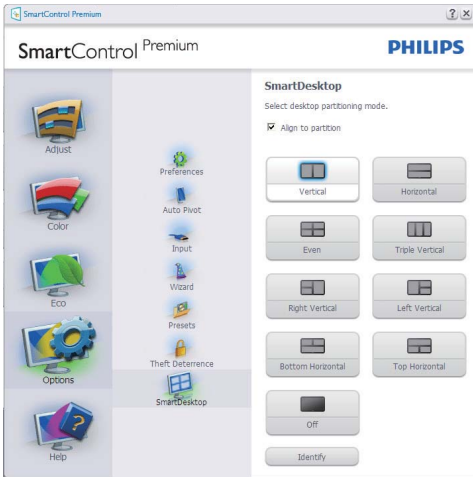 SmartControl Premium
SmartControl Premium
PHILIPS
Adjust
Color
Eco
Options
Help
Preferences
Auto Pivot
Input
Wizard
Presets
Theft Deterrence
SmartDesktop
SmartDesktop
Select desktop partitioning mode.
Align to partition
Vertical
Horizontal
Even
Triple Vertical
Right Vertical
Left Vertical
Bottom Horizontal
Top Horizontal
Off
Identify